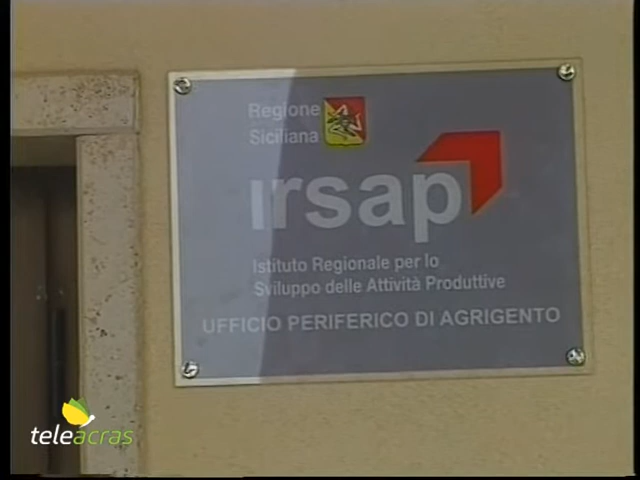 Regione
Siciliana
irsap
Istituto Regionale per lo
Sviluppo delle Attività Produttive
UFFICIO PERIFERICO DI AGRIGENTO
teleacras